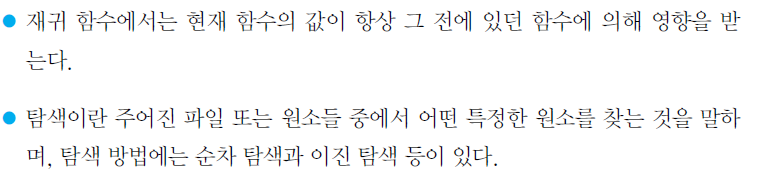 ● 재귀 함수에서는 현재 함수의 값이 항상 그 전에 있던 함수에 의해 영향을 받
는다.
● 탐색이란 주어진 파일 또는 원소들 중에서 어떤 특정한 원소를 찾는 것을 말하
며, 탐색 방법에는 순차 탐색과 이진 탐색 등이 있다.